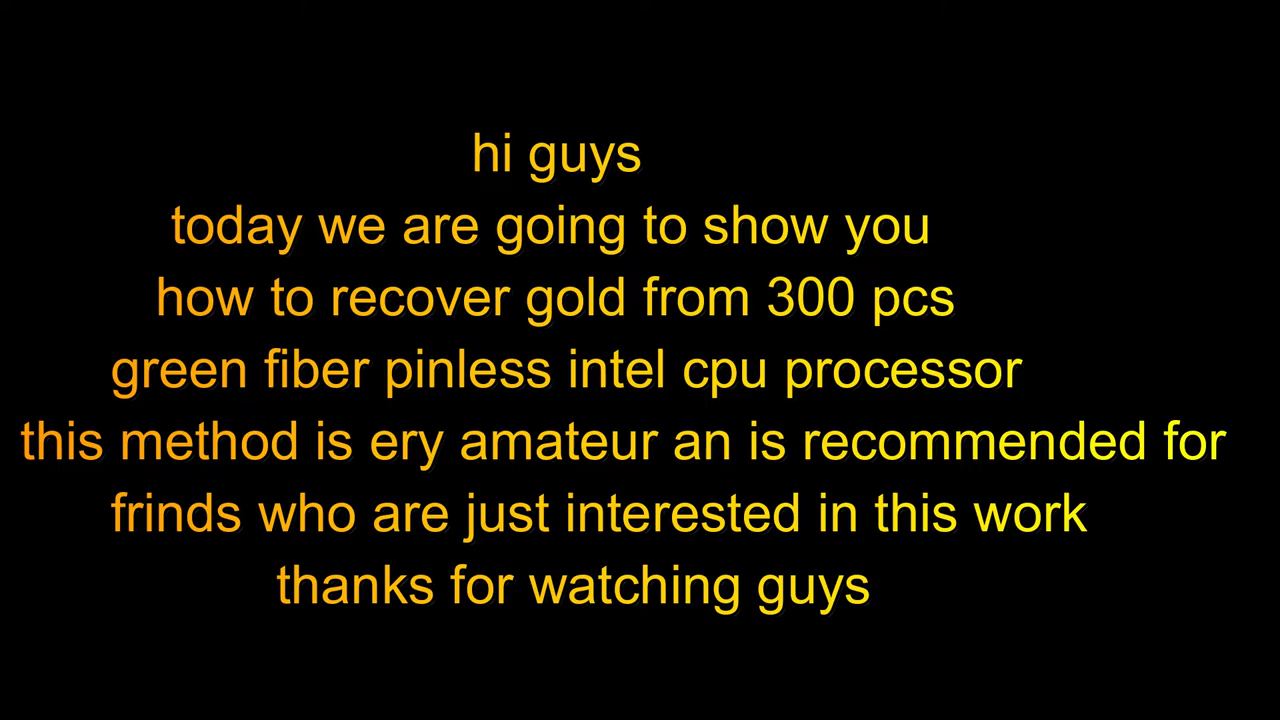 hi guys
today we are going to show you
how to recover gold from 300 pcs
green fiber pinless intel cpu processor
this method is ery amateur an is recommended for
frinds who are just interested in this work
thanks for watching guys